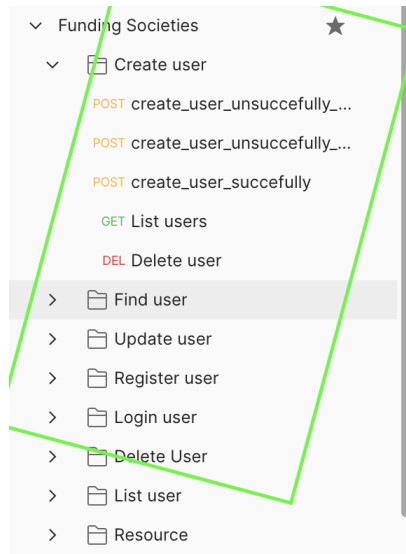 Funding Societies
Create user
POST create_user_unsuccefully_...
POST create_user_unsuccefully_...
POST create_user_succefully
GET List users
DEL Delete user
Find user
Update user
Register user
Login user
Delete User
List user
Resource